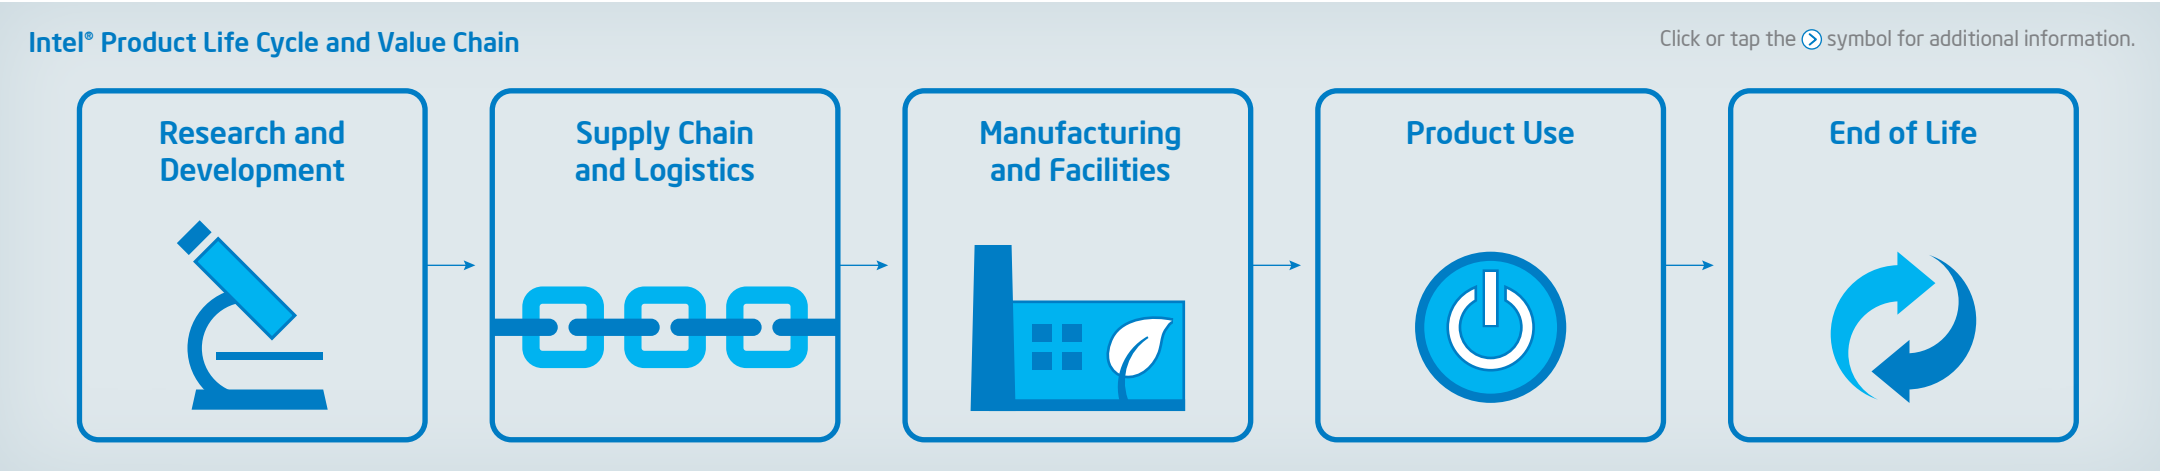 Intel® Product Life Cycle and Value Chain
Click or tap the symbol for additional information.
Research and
Development
Supply Chain
and Logistics
Manufacturing
and Facilities
Product Use
End of Life